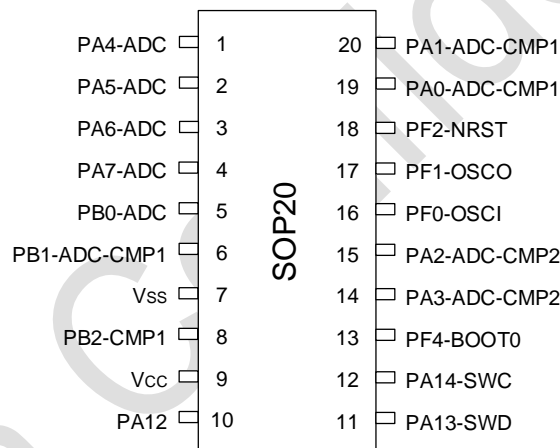 PA4-ADC 1 20 PA1-ADC-CMP1
PA5-ADC 2 19 PA0-ADC-CMP1
PA6-ADC 3 18 PF2-NRST
PA7-ADC 4 17 PF1-OSCO
PB0-ADC 5 16 PF0-OSCI
PB1-ADC-CMP1 6 15 PA2-ADC-CMP2
Vss 7 14 PA3-ADC-CMP2
PB2-CMP1 8 13 PF4-BOOT0
Vcc 9 12 PA14-SWC
PA12 10 11 PA13-SWD
SOP20